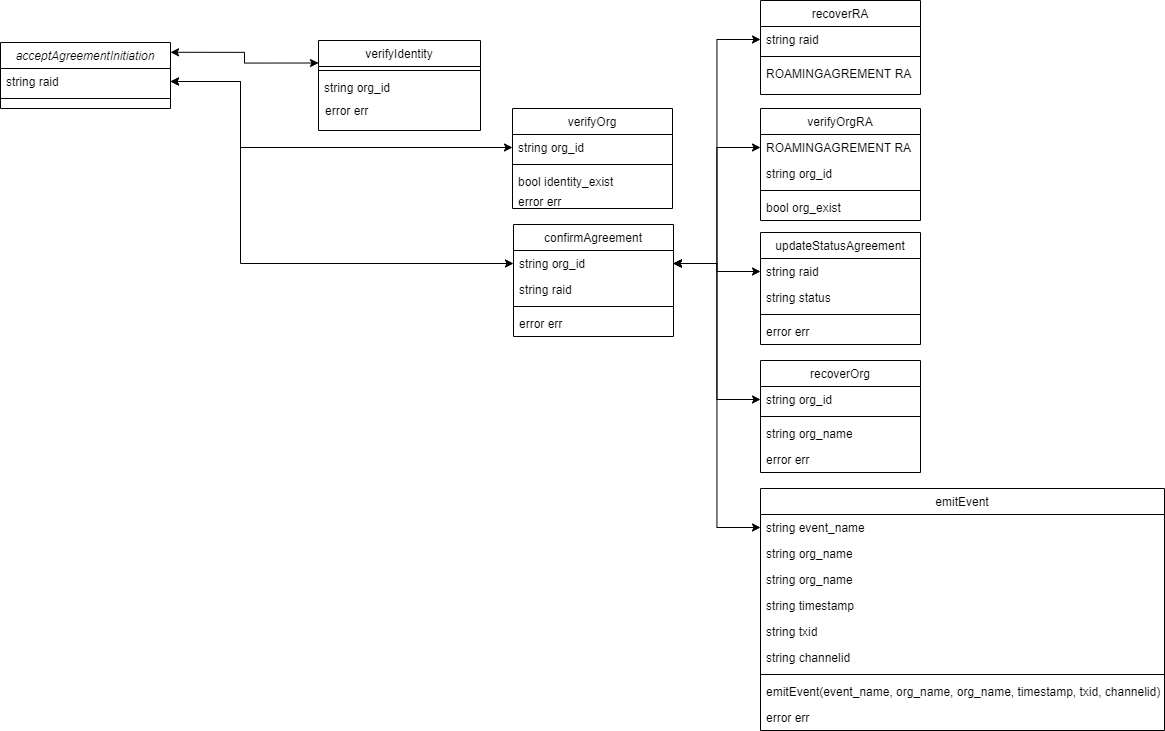 acceptAgreementInitiation
string raid
verifyIdentity
string org_id
error err
verifyOrg
string org_id
bool identity_exist
error err
confirmAgreement
string org_id
string raid
error err
recoverRA
string raid
ROAMINGAGREMENT RA
verifyOrgRA
ROAMINGAGREMENT RA
string org_id
bool org_exist
updateStatusAgreement
string raid
string status
error err
recoverOrg
string org_id
string org_name
error err
emitEvent
string event_name
string org_name
string org_name
string timestamp
string txid
string channelid
emitEvent(event_name, org_name, org_name, timestamp, txid, channelid)
error err